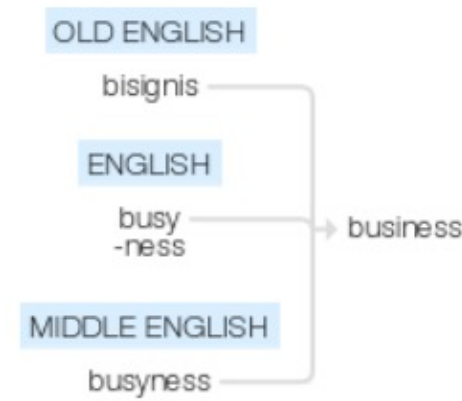 OLD ENGLISH
bisignis
ENGLISH
busy
-ness
business
MIDDLE ENGLISH
busyness